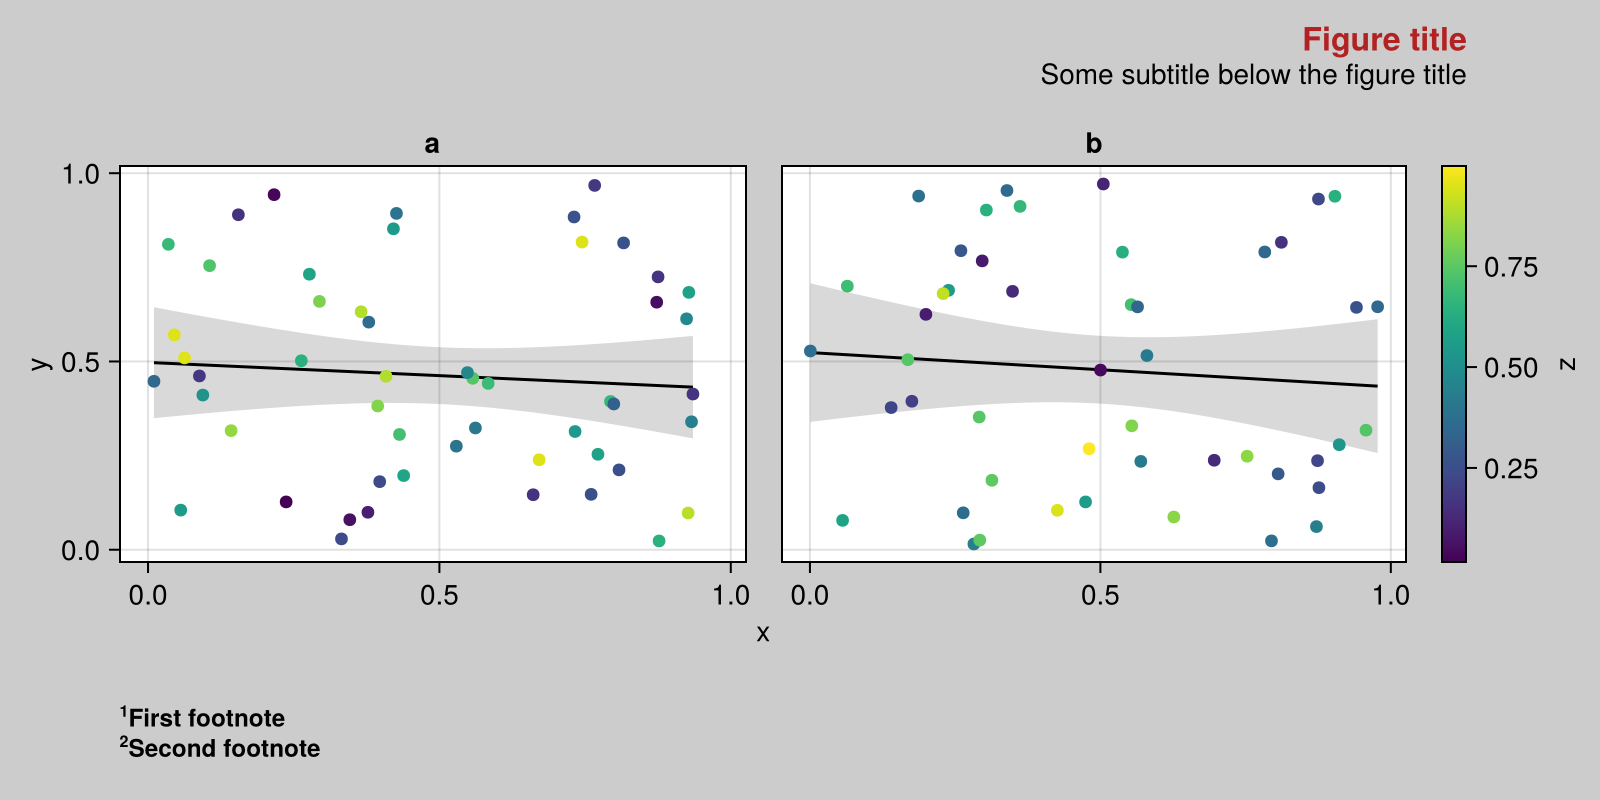 Figure title
Some subtitle below the figure title
a
b
1.0
0.5
0.0
y
0.0
0.5
1.0
0.0
0.5
1.0
x
0.75
0.50
0.25
z
¹First footnote
²Second footnote